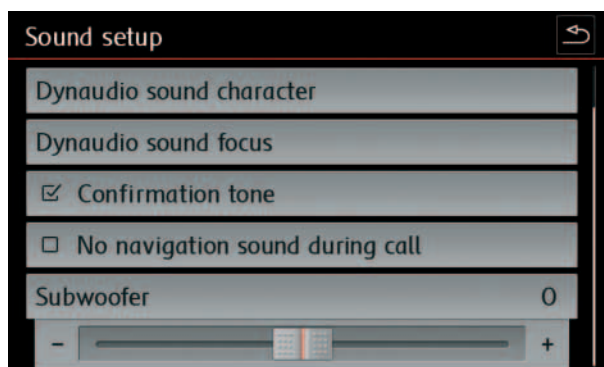 Sound setup
Dynaudio sound character
Dynaudio sound focus
Confirmation tone
No navigation sound during call
Subwoofer 0
- +